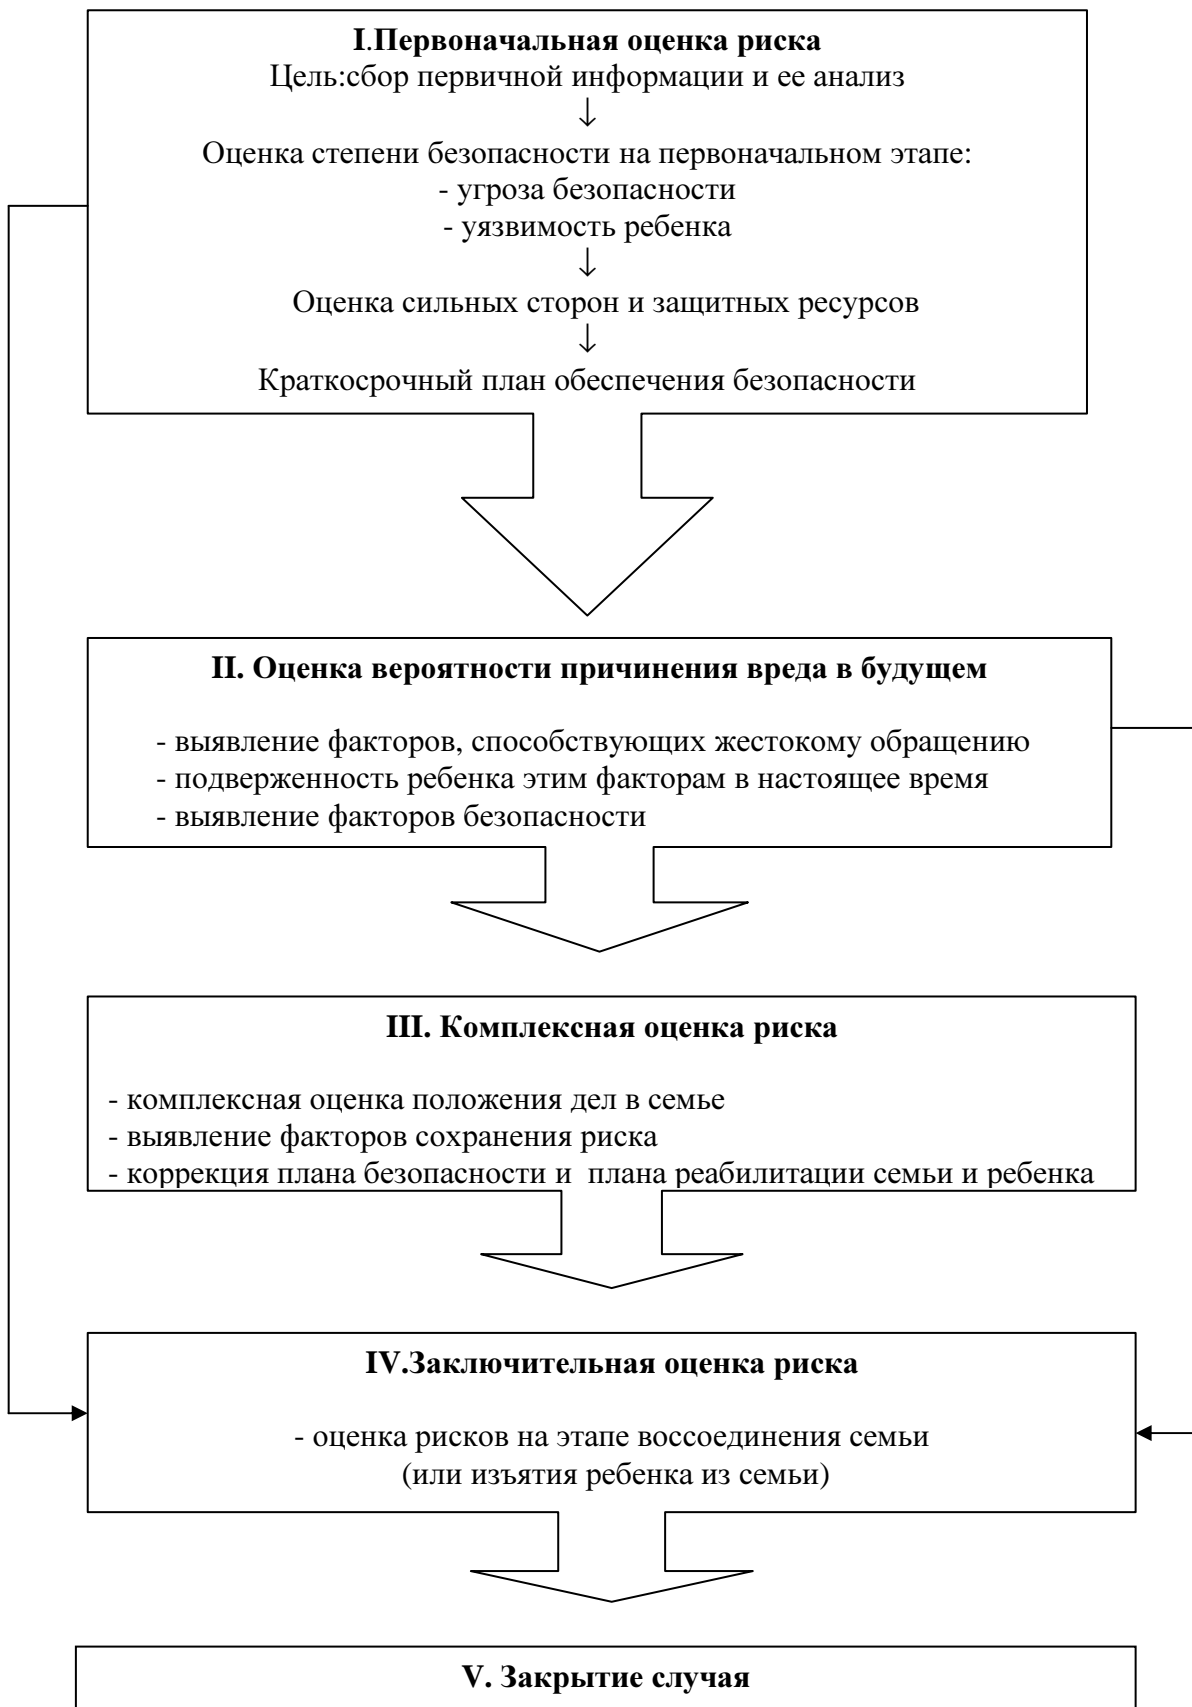 I.Первоначальная оценка риска
Цель:сбор первичной информации и ее анализ
↓
Оценка степени безопасности на первоначальном этапе:
- угроза безопасности
- уязвимость ребенка
↓
Оценка сильных сторон и защитных ресурсов
↓
Краткосрочный план обеспечения безопасности
II. Оценка вероятности причинения вреда в будущем
- выявление факторов, способствующих жестокому обращению
- подверженность ребенка этим факторам в настоящее время
- выявление факторов безопасности
III. Комплексная оценка риска
- комплексная оценка положения дел в семье
- выявление факторов сохранения риска
- коррекция плана безопасности и  плана реабилитации семьи и ребенка
IV.Заключительная оценка риска
- оценка рисков на этапе воссоединения семьи
(или изъятия ребенка из семьи)
V. Закрытие случая